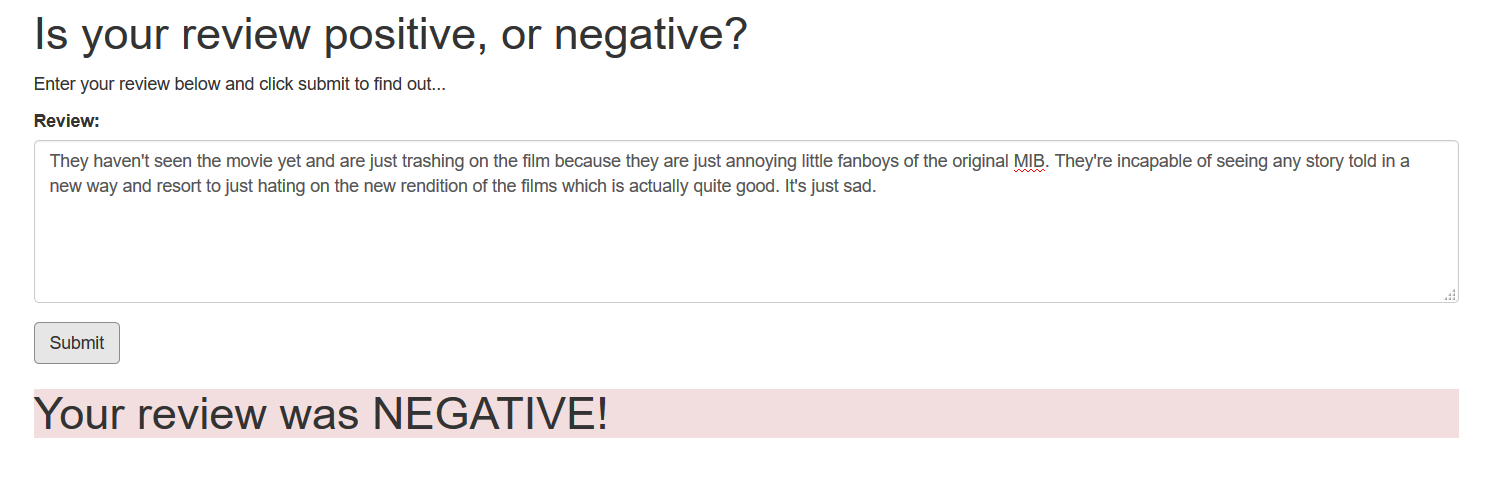 Is your review positive, or negative?
Enter your review below and click submit to find out...
Review:
They haven't seen the movie yet and are just trashing on the film because they are just annoying little fanboys of the original MIB. They're incapable of seeing any story told in a
new way and resort to just hating on the new rendition of the films which is actually quite good. It's just sad.
Submit
Your review was NEGATIVE!